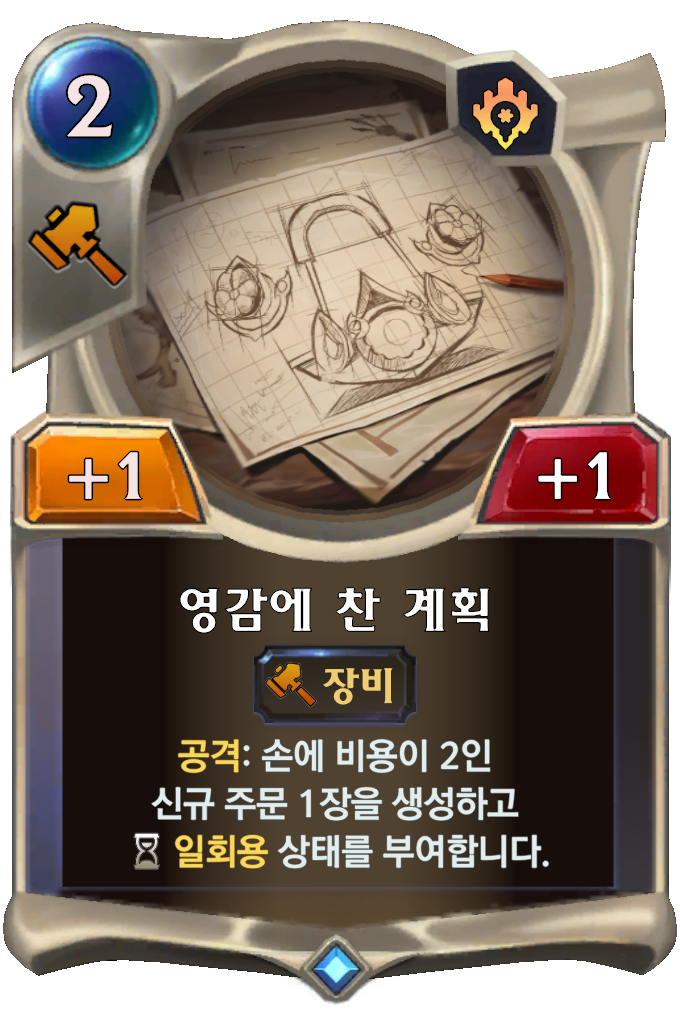 2
+1
+1
영감에 찬 계획
장비
공격: 손에 비용이 2인
신규 주문 1장을 생성하고
일회용 상태를 부여합니다.